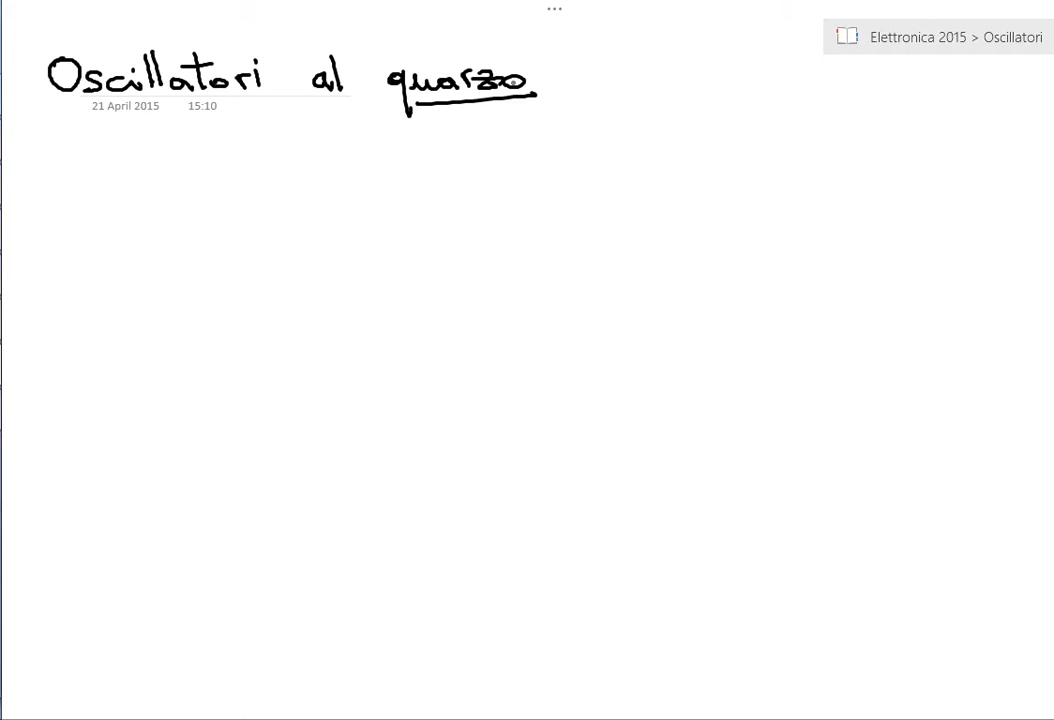 Elettronica 2015 > Oscillatori
Oscillatori al quarzo
21 April 2015 15:10